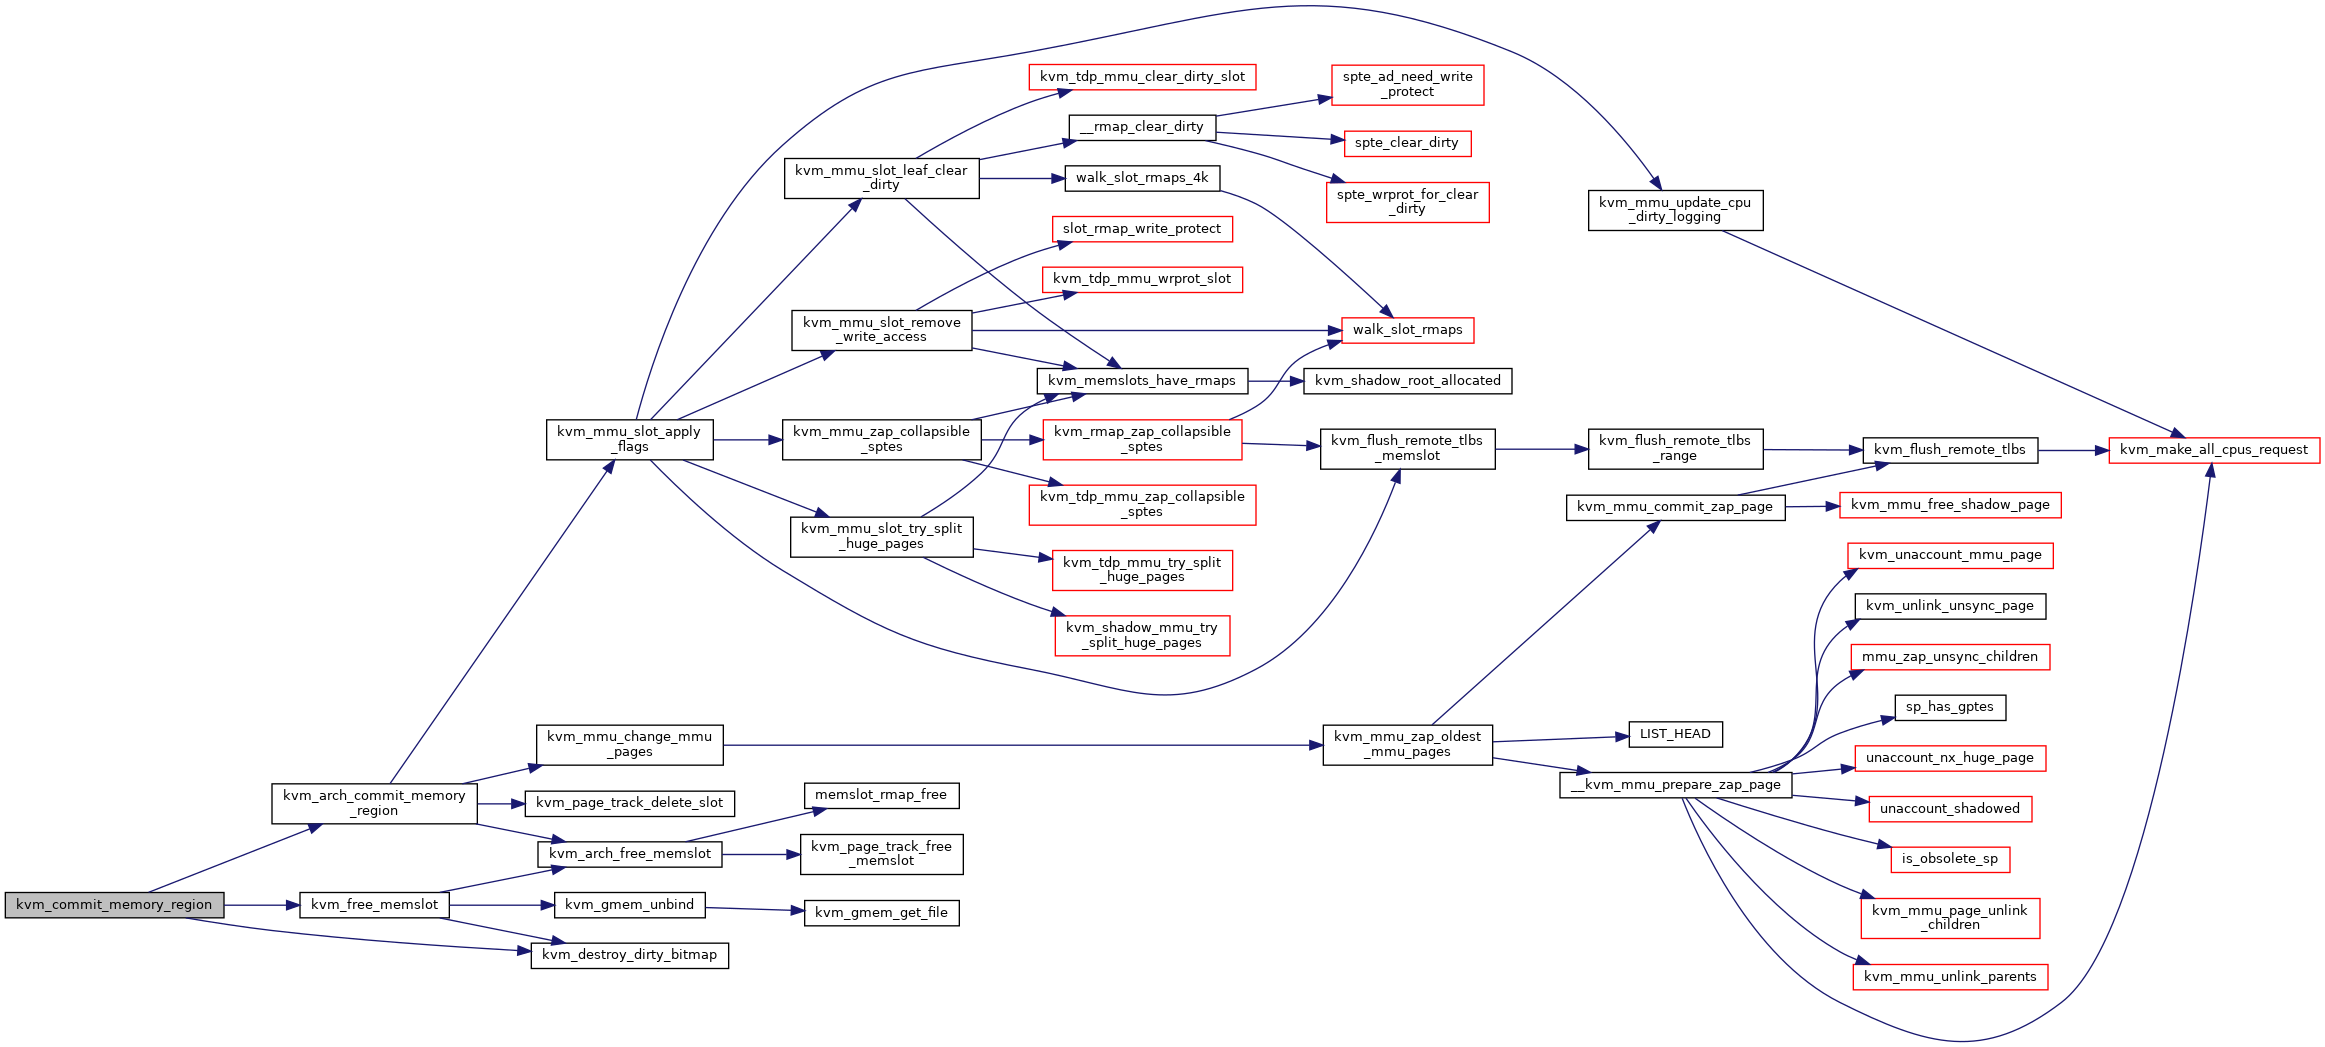 kvm_commit_memory_region
kvm_arch_commit_memory
_region
kvm_free_memslot
kvm_mmu_slot_apply
_flags
kvm_mmu_change_mmu
_pages
kvm_page_track_delete_slot
kvm_arch_free_memslot
kvm_gmem_unbind
kvm_destroy_dirty_bitmap
kvm_mmu_slot_leaf_clear
_dirty
kvm_mmu_slot_remove
_write_access
kvm_mmu_zap_collapsible
_sptes
kvm_mmu_slot_try_split
_huge_pages
memslot_rmap_free
kvm_page_track_free
_memslot
kvm_gmem_get_file
kvm_tdp_mmu_clear_dirty_slot
__rmap_clear_dirty
walk_slot_rmaps_4k
slot_rmap_write_protect
kvm_tdp_mmu_wrprot_slot
kvm_memslots_have_rmaps
kvm_rmap_zap_collapsible
_sptes
kvm_tdp_mmu_zap_collapsible
_sptes
kvm_tdp_mmu_try_split
_huge_pages
kvm_shadow_mmu_try
_split_huge_pages
spte_ad_need_write
_protect
spte_clear_dirty
spte_wrprot_for_clear
_dirty
walk_slot_rmaps
kvm_shadow_root_allocated
kvm_flush_remote_tlbs
_memslot
kvm_mmu_zap_oldest
_mmu_pages
kvm_mmu_update_cpu
_dirty_logging
kvm_flush_remote_tlbs
_range
kvm_mmu_commit_zap_page
LIST_HEAD
__kvm_mmu_prepare_zap_page
kvm_flush_remote_tlbs
kvm_mmu_free_shadow_page
kvm_unaccount_mmu_page
kvm_unlink_unsync_page
mmu_zap_unsync_children
sp_has_gptes
unaccount_nx_huge_page
unaccount_shadowed
is_obsolete_sp
kvm_mmu_page_unlink
_children
kvm_mmu_unlink_parents
kvm_make_all_cpus_request